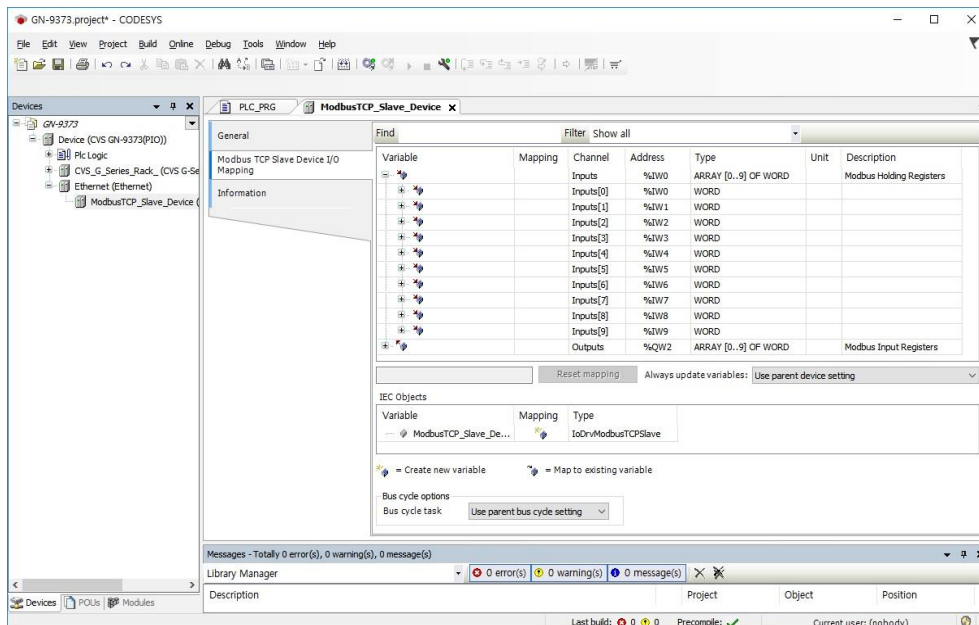 GN-9373.project* - CODESYS
File Edit View Project Build Online Debug Tools Window Help
Devices
GN-9373
Device (CVS GN-9373(PIO))
Plc Logic
CVS_G_Series_Rack_ (CVS G-Se
Ethernet (Ethernet)
ModbusTCP_Slave_Device (
Devices POUs Modules
PLC_PRG ModbusTCP_Slave_Device
General
Modbus TCP Slave Device I/O
Mapping
Information
Find Filter Show all
Variable Mapping Channel Address Type Unit Description
Inputs %IW0 ARRAY [0..9] OF WORD Modbus Holding Registers
Inputs[0] %IW0 WORD
Inputs[1] %IW1 WORD
Inputs[2] %IW2 WORD
Inputs[3] %IW3 WORD
Inputs[4] %IW4 WORD
Inputs[5] %IW5 WORD
Inputs[6] %IW6 WORD
Inputs[7] %IW7 WORD
Inputs[8] %IW8 WORD
Inputs[9] %IW9 WORD
Outputs %QW2 ARRAY [0..9] OF WORD Modbus Input Registers
Reset mapping Always update variables: Use parent device setting
IEC Objects
Variable Mapping Type
ModbusTCP_Slave_De... IoDrvModbusTCPSlave
= Create new variable = Map to existing variable
Bus cycle options
Bus cycle task Use parent bus cycle setting
Messages - Totally 0 error(s), 0 warning(s), 0 message(s)
Library Manager 0 error(s) 0 warning(s) 0 message(s)
Description Project Object Position
Last build: 0 0 Precompile: Current user: (nobody)